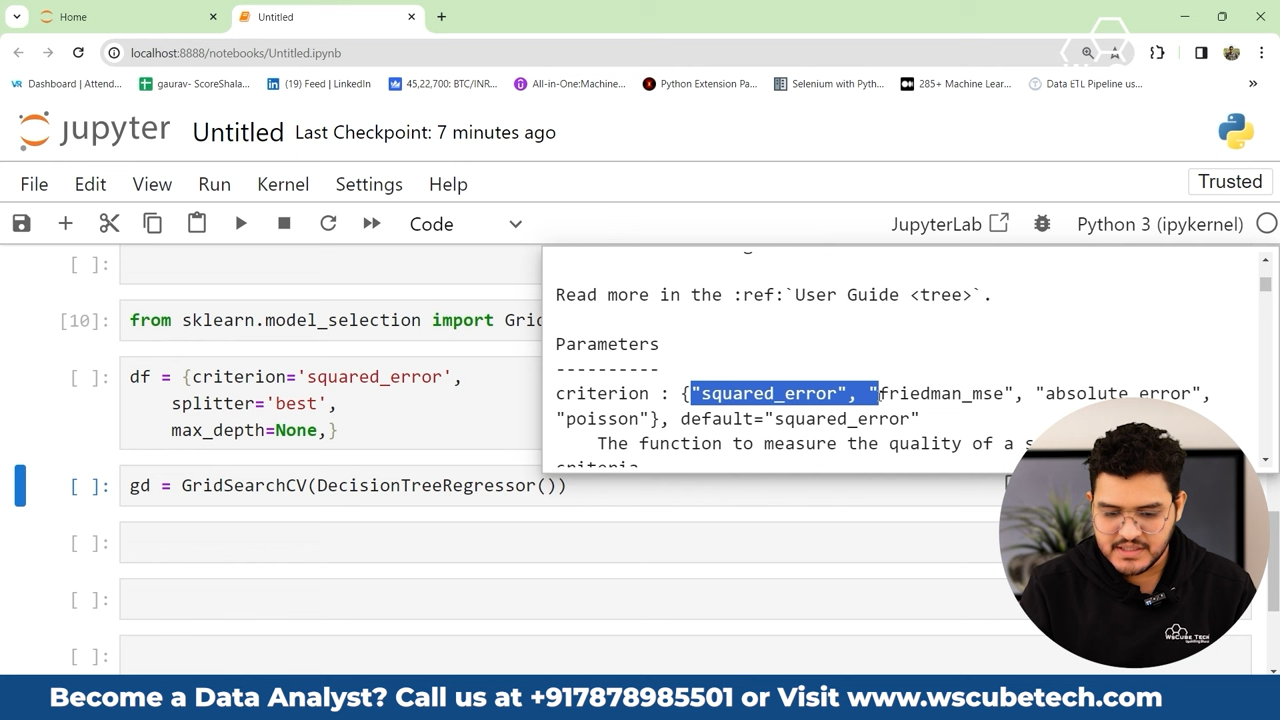 Home
Untitled
localhost:8888/notebooks/Untitled.ipynb
Dashboard | Attend...
gaurav- ScoreShala...
(19) Feed | LinkedIn
45,22,700: BTC/INR...
All-in-One:Machine...
Python Extension Pa...
Selenium with Pyth...
285+ Machine Lear...
Data ETL Pipeline us...
jupyter Untitled Last Checkpoint: 7 minutes ago
File Edit View Run Kernel Settings Help
Trusted
Code
JupyterLab
Python 3 (ipykernel)
[ ]:
[10]: from sklearn.model_selection import Grid
[ ]: df = {criterion='squared_error',
splitter='best',
max_depth=None,}
[ ]: gd = GridSearchCV(DecisionTreeRegressor())
[ ]:
[ ]:
[ ]:
Read more in the :ref:`User Guide <tree>`.
Parameters
----------
criterion : {"squared_error", "friedman_mse", "absolute_error",
"poisson"}, default="squared_error"
The function to measure the quality of a s
criteria
WsCube Tech
Become a Data Analyst? Call us at +917878985501 or Visit www.wscubetech.com